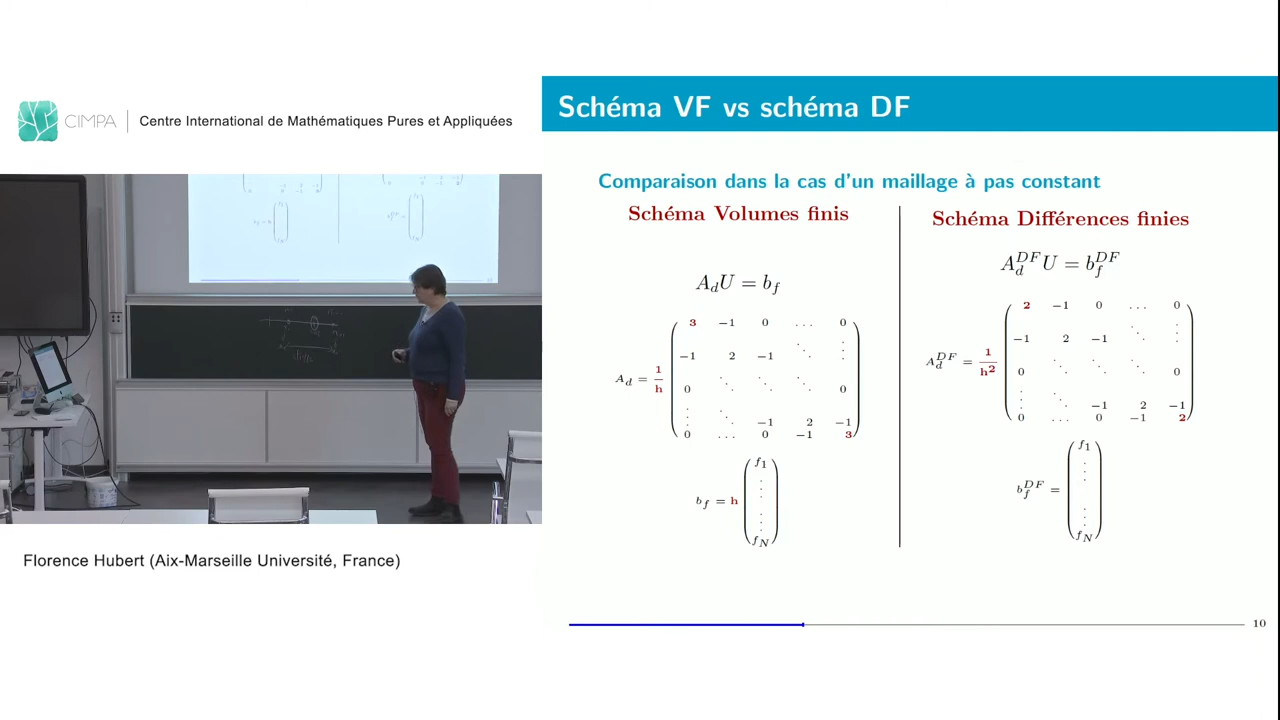 CIMPA
Centre International de Mathématiques Pures et Appliquées
Schéma VF vs schéma DF
Comparaison dans la cas d'un maillage à pas constant
Schéma Volumes finis
A_d U = b_f
A_d = 1/h
3 −1 0 … 0
−1 2 −1 ⋱ ⋮
0 ⋱ ⋱ ⋱ 0
⋮ ⋱ −1 2 −1
0 … 0 −1 3
b_f = h
f_1
⋮
⋮
f_N
Schéma Différences finies
A_d^{DF} U = b_f^{DF}
A_d^{DF} = 1/h²
2 −1 0 … 0
−1 2 −1 ⋱ ⋮
0 ⋱ ⋱ ⋱ 0
⋮ ⋱ −1 2 −1
0 … 0 −1 2
b_f^{DF} =
f_1
⋮
⋮
f_N
Florence Hubert (Aix-Marseille Université, France)
10